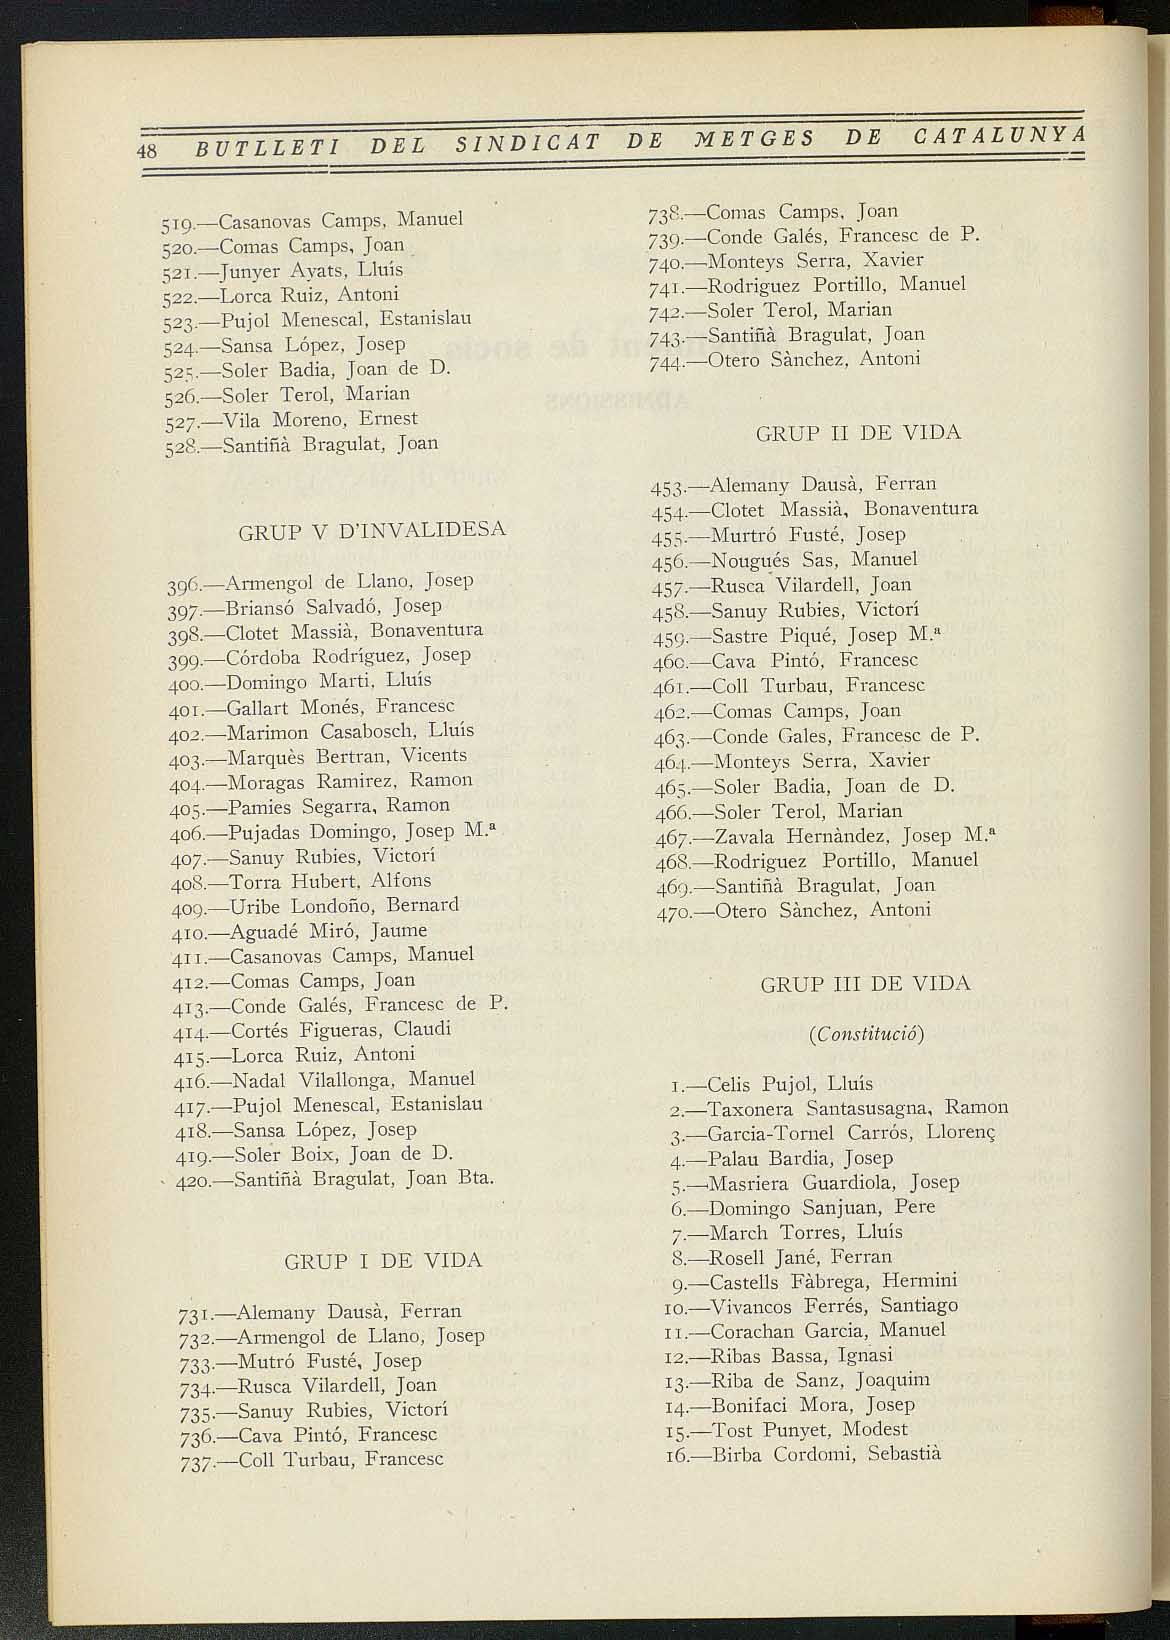 48 BUTLLETI DEL SINDICAT DE METGES DE CATALUNYA
519.—Casanovas Camps, Manuel
520.—Comas Camps, Joan
521.—Junyer Ayats, Lluís
522.—Lorca Ruiz, Antoni
523.—Pujol Menescal, Estanislau
524.—Sansa López, Josep
525.—Soler Badia, Joan de D.
526.—Soler Terol, Marian
527.—Vila Moreno, Ernest
528.—Santiñà Bragulat, Joan
GRUP V D'INVALIDESA
396.—Armengol de Llano, Josep
397.—Briansó Salvadó, Josep
398.—Clotet Massià, Bonaventura
399.—Córdoba Rodríguez, Josep
400.—Domingo Marti, Lluís
401.—Gallart Monés, Francesc
402.—Marimon Casabosch, Lluís
403.—Marquès Bertran, Vicents
404.—Moragas Ramirez, Ramon
405.—Pamies Segarra, Ramon
406.—Pujadas Domingo, Josep M.ª
407.—Sanuy Rubies, Victorí
408.—Torra Hubert, Alfons
409.—Uribe Londoño, Bernard
410.—Aguadé Miró, Jaume
411.—Casanovas Camps, Manuel
412.—Comas Camps, Joan
413.—Conde Galés, Francesc de P.
414.—Cortés Figueras, Claudi
415.—Lorca Ruiz, Antoni
416.—Nadal Vilallonga, Manuel
417.—Pujol Menescal, Estanislau
418.—Sansa López, Josep
419.—Soler Boix, Joan de D.
420.—Santiñà Bragulat, Joan Bta.
GRUP I DE VIDA
731.—Alemany Dausà, Ferran
732.—Armengol de Llano, Josep
733.—Mutró Fusté, Josep
734.—Rusca Vilardell, Joan
735.—Sanuy Rubies, Victorí
736.—Cava Pintó, Francesc
737.—Coll Turbau, Francesc
738.—Comas Camps, Joan
739.—Conde Galés, Francesc de P.
740.—Monteys Serra, Xavier
741.—Rodriguez Portillo, Manuel
742.—Soler Terol, Marian
743.—Santiñà Bragulat, Joan
744.—Otero Sànchez, Antoni
GRUP II DE VIDA
453.—Alemany Dausà, Ferran
454.—Clotet Massià, Bonaventura
455.—Murtró Fusté, Josep
456.—Nougués Sas, Manuel
457.—Rusca Vilardell, Joan
458.—Sanuy Rubies, Victorí
459.—Sastre Piqué, Josep M.ª
460.—Cava Pintó, Francesc
461.—Coll Turbau, Francesc
462.—Comas Camps, Joan
463.—Conde Gales, Francesc de P.
464.—Monteys Serra, Xavier
465.—Soler Badia, Joan de D.
466.—Soler Terol, Marian
467.—Zavala Hernàndez, Josep M.ª
468.—Rodriguez Portillo, Manuel
469.—Santiñà Bragulat, Joan
470.—Otero Sànchez, Antoni
GRUP III DE VIDA
(Constitució)
1.—Celis Pujol, Lluís
2.—Taxonera Santasusagna, Ramon
3.—Garcia-Tornel Carrós, Llorenç
4.—Palau Bardia, Josep
5.—Masriera Guardiola, Josep
6.—Domingo Sanjuan, Pere
7.—March Torres, Lluís
8.—Rosell Jané, Ferran
9.—Castells Fàbrega, Hermini
10.—Vivancos Ferrés, Santiago
11.—Corachan Garcia, Manuel
12.—Ribas Bassa, Ignasi
13.—Riba de Sanz, Joaquim
14.—Bonifaci Mora, Josep
15.—Tost Punyet, Modest
16.—Birba Cordomi, Sebastià